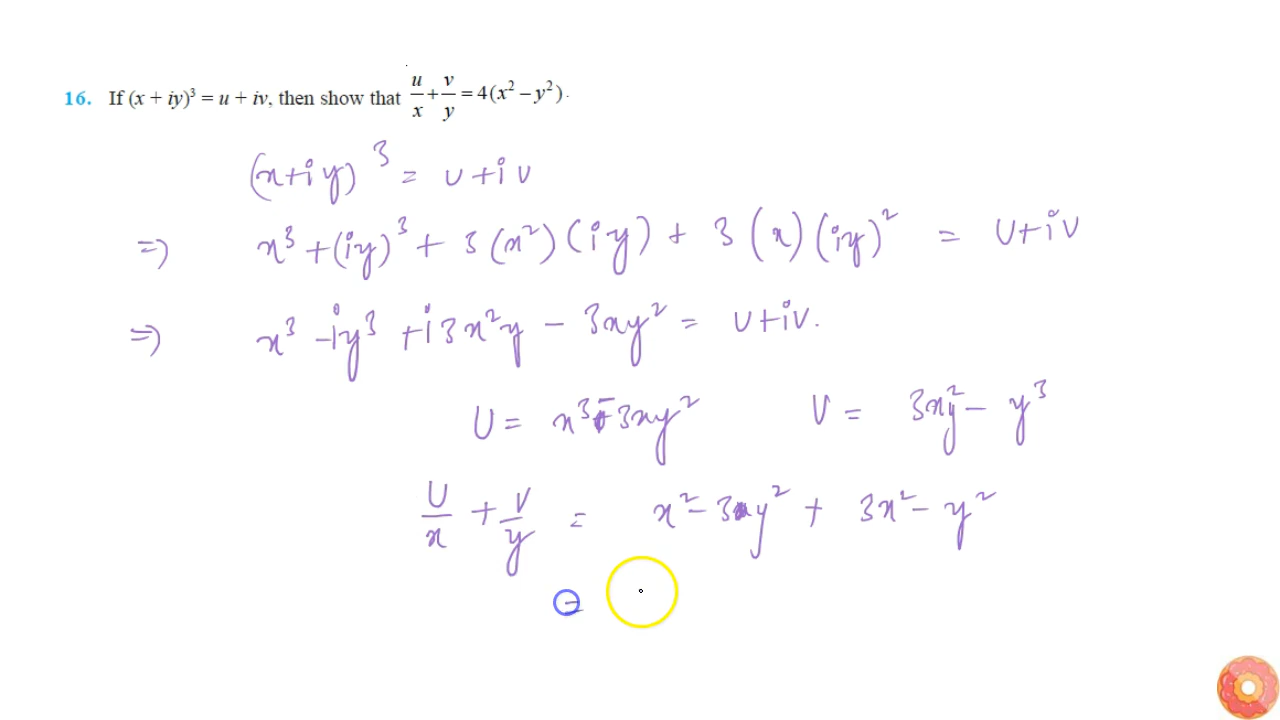 16. If (x + iy)³ = u + iv, then show that u/x + v/y = 4(x² – y²).
(x+iy)³ = u+iv
⇒ x³ + (iy)³ + 3(x²)(iy) + 3(x)(iy)² = u+iv
⇒ x³ - iy³ + i3x²y - 3xy² = u+iv.
u = x³ - 3xy² v = 3xy² - y³
u/x + v/y = x² - 3y² + 3x² - y²
=